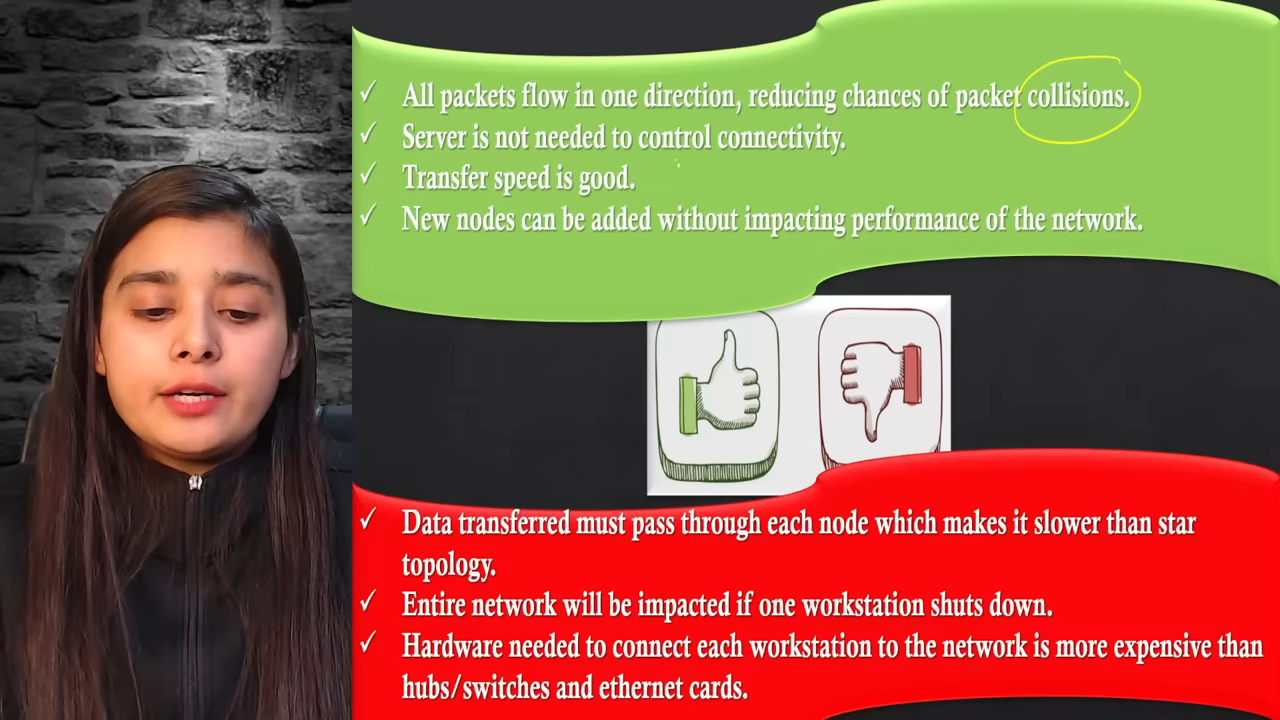 All packets flow in one direction, reducing chances of packet collisions.
Server is not needed to control connectivity.
Transfer speed is good.
New nodes can be added without impacting performance of the network.
Data transferred must pass through each node which makes it slower than star
topology.
Entire network will be impacted if one workstation shuts down.
Hardware needed to connect each workstation to the network is more expensive than
hubs/switches and ethernet cards.